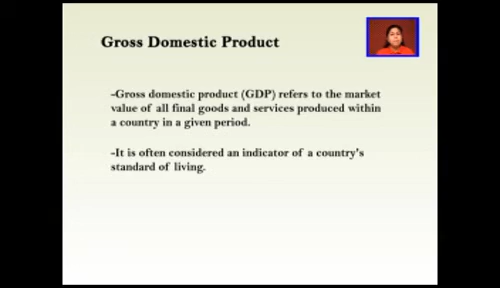 Gross Domestic Product
-Gross domestic product (GDP) refers to the market
value of all final goods and services produced within
a country in a given period.
-It is often considered an indicator of a country's
standard of living.